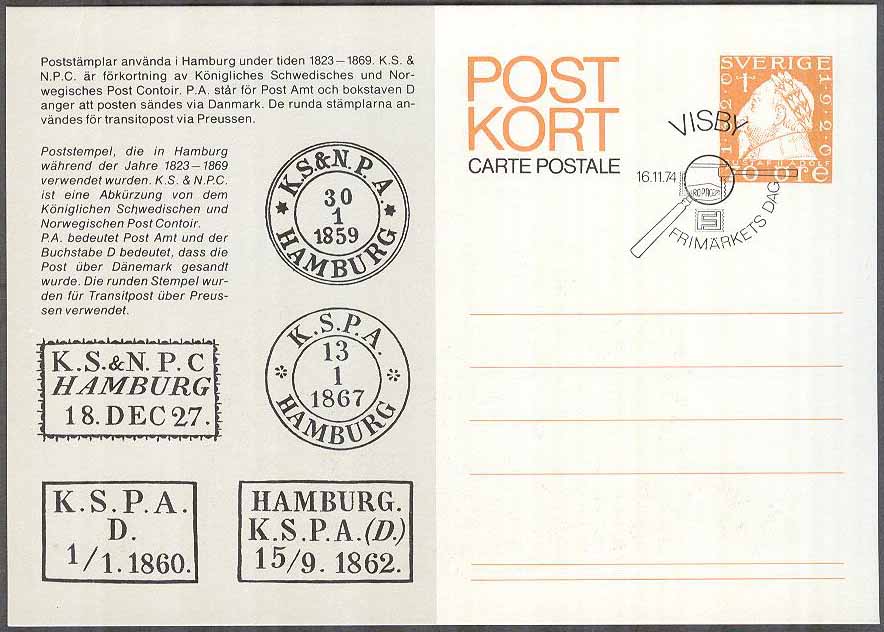 Poststämplar använda i Hamburg under tiden 1823–1869. K.S. &
N.P.C. är förkortning av Königliches Schwedisches und Nor-
wegisches Post Contoir. P.A. står för Post Amt och bokstaven D
anger att posten sändes via Danmark. De runda stämplarna an-
vändes för transitopost via Preussen.
Poststempel, die in Hamburg
während der Jahre 1823–1869
verwendet wurden. K.S. & N.P.C.
ist eine Abkürzung von dem
Königlichen Schwedischen und
Norwegischen Post Contoir.
P.A. bedeutet Post Amt und der
Buchstabe D bedeutet, dass die
Post über Dänemark gesandt
wurde. Die runden Stempel wur-
den für Transitpost über Preus-
sen verwendet.
K.S.&N.P.A.
30
1
1859
HAMBURG
K.S.P.A.
13
1
1867
HAMBURG
K.S.&N.P.C
HAMBURG
18.DEC 27.
K.S.P.A.
D.
1/1.1860.
HAMBURG.
K.S.P.A.(D.)
15/9.1862.
POST
KORT
CARTE POSTALE
SVERIGE
1920
GUSTAF II ADOLF
ÖRE
VISBY
16.11.74
FRIMÄRKETS DAG